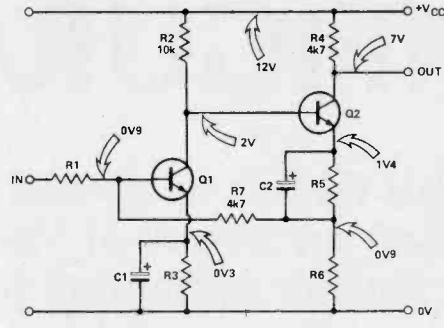 +VCC
R2
10k
R4
4k7
7V
12V
OUT
Q2
0V9
2V
1V4
R1
Q1
IN
C2
R5
R7
4k7
0V9
0V3
C1
R3
R6
0V